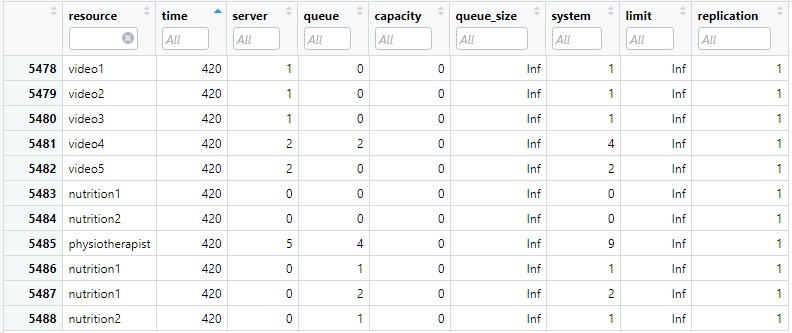 resource time server queue capacity queue_size system limit replication
All All All All All All All All
5478 video1 420 1 0 0 Inf 1 Inf 1
5479 video2 420 1 0 0 Inf 1 Inf 1
5480 video3 420 1 0 0 Inf 1 Inf 1
5481 video4 420 2 2 0 Inf 4 Inf 1
5482 video5 420 2 0 0 Inf 2 Inf 1
5483 nutrition1 420 0 0 0 Inf 0 Inf 1
5484 nutrition2 420 0 0 0 Inf 0 Inf 1
5485 physiotherapist 420 5 4 0 Inf 9 Inf 1
5486 nutrition1 420 0 1 0 Inf 1 Inf 1
5487 nutrition1 420 0 2 0 Inf 2 Inf 1
5488 nutrition2 420 0 1 0 Inf 1 Inf 1